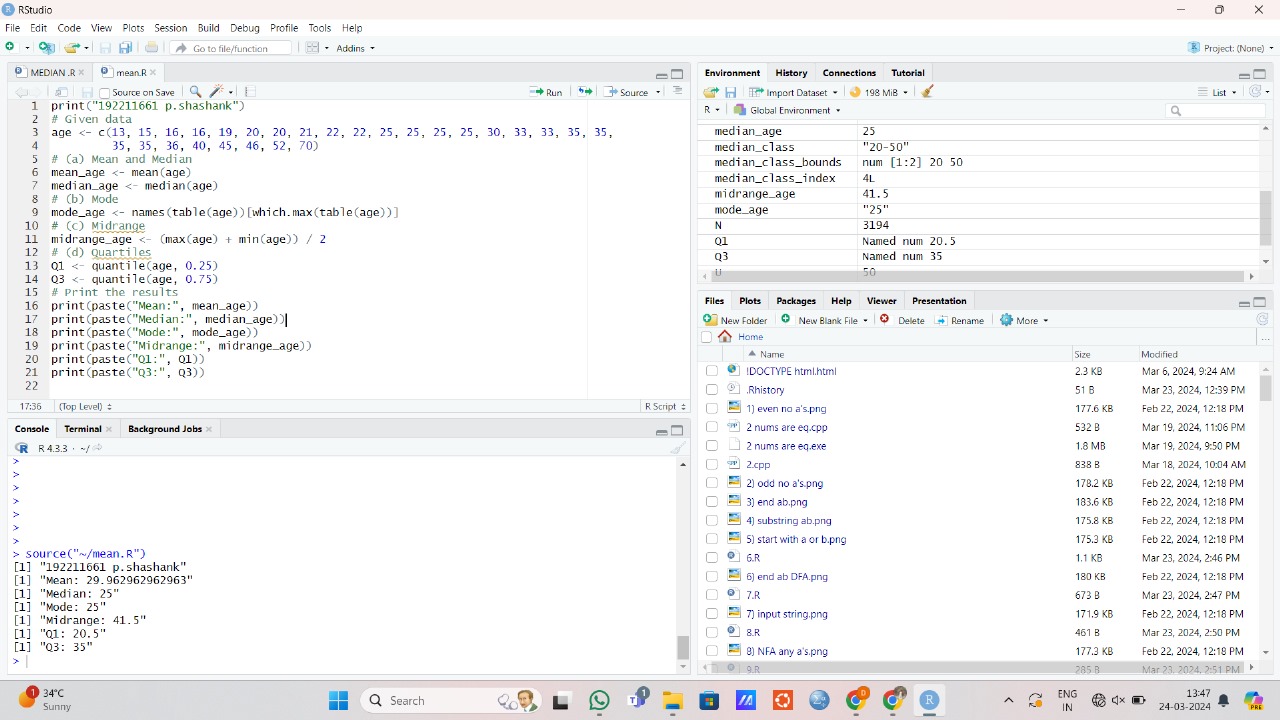 RStudio
File Edit Code View Plots Session Build Debug Profile Tools Help
Go to file/function Addins Project: (None)
MEDIAN .R mean.R
Source on Save Run Source
1 print("192211661 p.shashank")
2 # Given data
3 age <- c(13, 15, 16, 16, 19, 20, 20, 21, 22, 22, 25, 25, 25, 25, 30, 33, 33, 35, 35,
4 35, 35, 36, 40, 45, 46, 52, 70)
5 # (a) Mean and Median
6 mean_age <- mean(age)
7 median_age <- median(age)
8 # (b) Mode
9 mode_age <- names(table(age))[which.max(table(age))]
10 # (c) Midrange
11 midrange_age <- (max(age) + min(age)) / 2
12 # (d) Quartiles
13 Q1 <- quantile(age, 0.25)
14 Q3 <- quantile(age, 0.75)
15 # Print the results
16 print(paste("Mean:", mean_age))
17 print(paste("Median:", median_age))
18 print(paste("Mode:", mode_age))
19 print(paste("Midrange:", midrange_age))
20 print(paste("Q1:", Q1))
21 print(paste("Q3:", Q3))
22
17:36 (Top Level) R Script
Console Terminal Background Jobs
R 4.3.3 · ~/
>
>
>
>
>
>
>
> source("~/mean.R")
[1] "192211661 p.shashank"
[1] "Mean: 29.962962962963"
[1] "Median: 25"
[1] "Mode: 25"
[1] "Midrange: 41.5"
[1] "Q1: 20.5"
[1] "Q3: 35"
>
Environment History Connections Tutorial
Import Dataset 198 MiB List
R Global Environment
median_age 25
median_class "20-50"
median_class_bounds num [1:2] 20 50
median_class_index 4L
midrange_age 41.5
mode_age "25"
N 3194
Q1 Named num 20.5
Q3 Named num 35
U 50
Files Plots Packages Help Viewer Presentation
New Folder New Blank File Delete Rename More
Home
Name Size Modified
!DOCTYPE html.html 2.3 KB Mar 6, 2024, 9:24 AM
.Rhistory 51 B Mar 23, 2024, 12:39 PM
1) even no a's.png 177.6 KB Feb 22, 2024, 12:18 PM
2 nums are eq.cpp 532 B Mar 19, 2024, 11:06 PM
2 nums are eq.exe 1.8 MB Mar 19, 2024, 9:50 PM
2.cpp 838 B Mar 18, 2024, 10:04 AM
2) odd no a's.png 178.2 KB Feb 22, 2024, 12:18 PM
3) end ab.png 183.6 KB Feb 22, 2024, 12:18 PM
4) substring ab.png 175.8 KB Feb 22, 2024, 12:18 PM
5) start with a or b.png 175.3 KB Feb 22, 2024, 12:18 PM
6.R 1.1 KB Mar 23, 2024, 2:46 PM
6) end ab DFA.png 180 KB Feb 22, 2024, 12:18 PM
7.R 673 B Mar 23, 2024, 2:47 PM
7) input string.png 171.9 KB Feb 22, 2024, 12:18 PM
8.R 461 B Mar 23, 2024, 2:50 PM
8) NFA any a's.png 177.3 KB Feb 22, 2024, 12:18 PM
9.R 285 B Mar 23, 2024, 2:51 PM
34°C
Sunny
Search
ENG
IN
13:47
24-03-2024